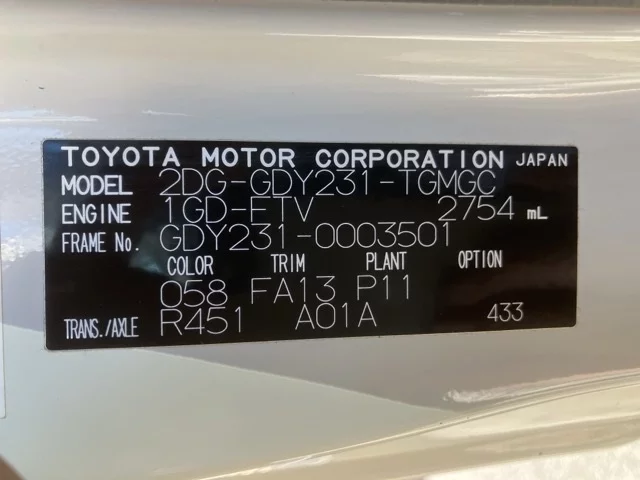 TOYOTA MOTOR CORPORATION JAPAN
MODEL 2DG-GDY231-TGMGC
ENGINE 1GD-FTV 2754 mL
FRAME No. GDY231-0003501
COLOR TRIM PLANT OPTION
058 FA13 P11
TRANS./AXLE R451 A01A 433